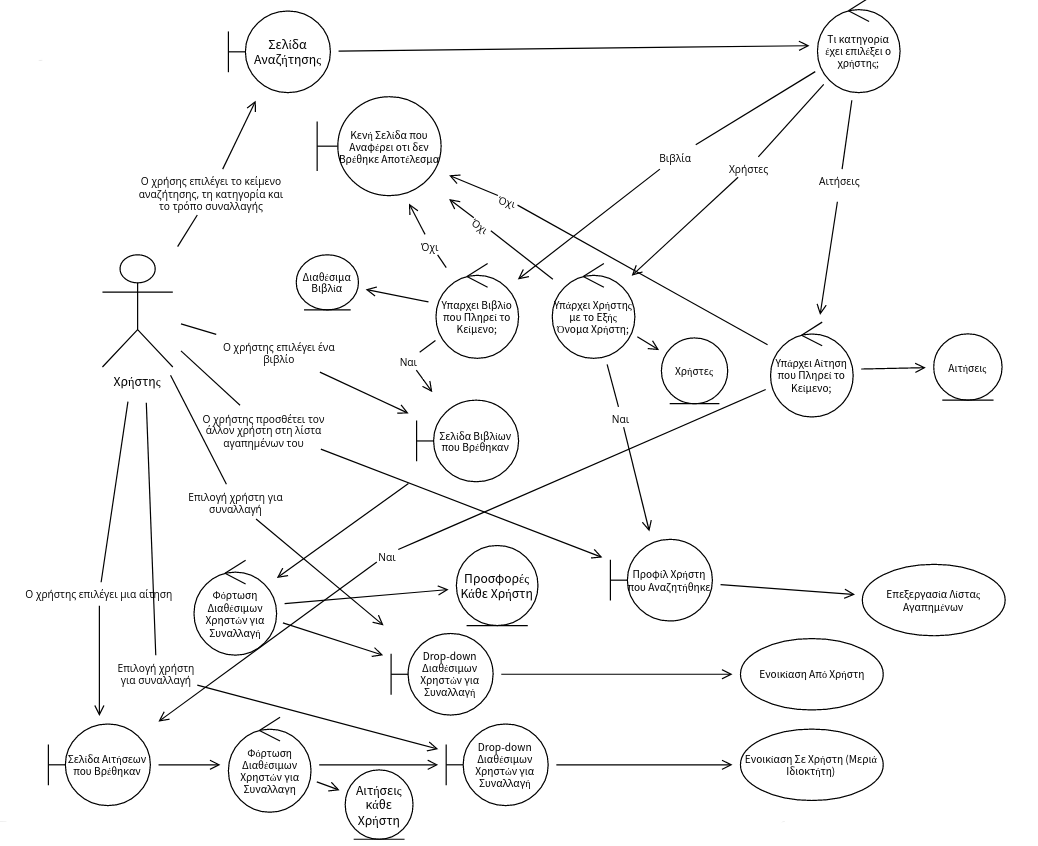 Σελίδα
Αναζήτησης
Τι κατηγορία
έχει επιλέξει ο
χρήστης;
Κενή Σελίδα που
Αναφέρει οτι δεν
Βρέθηκε Αποτέλεσμα
Βιβλία
Χρήστες
Αιτήσεις
Ο χρήσης επιλέγει το κείμενο
αναζήτησης, τη κατηγορία και
το τρόπο συναλλαγής
Όχι
Όχι
Όχι
Διαθέσιμα
Βιβλία
Υπαρχει Βιβλίο
που Πληρεί το
Κείμενο;
Υπάρχει Χρήστης
με το Εξής
Όνομα Χρήστη;
Υπάρχει Αίτηση
που Πληρεί το
Κείμενο;
Χρήστες
Αιτήσεις
Χρήστης
Ο χρήστης επιλέγει ένα
βιβλίο
Ναι
Ναι
Ο χρήστης προσθέτει τον
άλλον χρήστη στη λίστα
αγαπημένων του
Σελίδα Βιβλίων
που Βρέθηκαν
Επιλογή χρήστη για
συναλλαγή
Ναι
Ο χρήστης επιλέγει μια αίτηση
Φόρτωση
Διαθέσιμων
Χρηστών για
Συναλλαγή
Προσφορές
Κάθε Χρήστη
Προφίλ Χρήστη
που Αναζητήθηκε
Επεξεργασία Λίστας
Αγαπημένων
Επιλογή χρήστη
για συναλλαγή
Drop-down
Διαθέσιμων
Χρηστών για
Συναλλαγή
Ενοικίαση Από Χρήστη
Σελίδα Αιτήσεων
που Βρέθηκαν
Φόρτωση
Διαθέσιμων
Χρηστών για
Συναλλαγη
Αιτήσεις
κάθε
Χρήστη
Drop-down
Διαθέσιμων
Χρηστών για
Συναλλαγή
Ενοικίαση Σε Χρήστη (Μεριά
Ιδιοκτήτη)